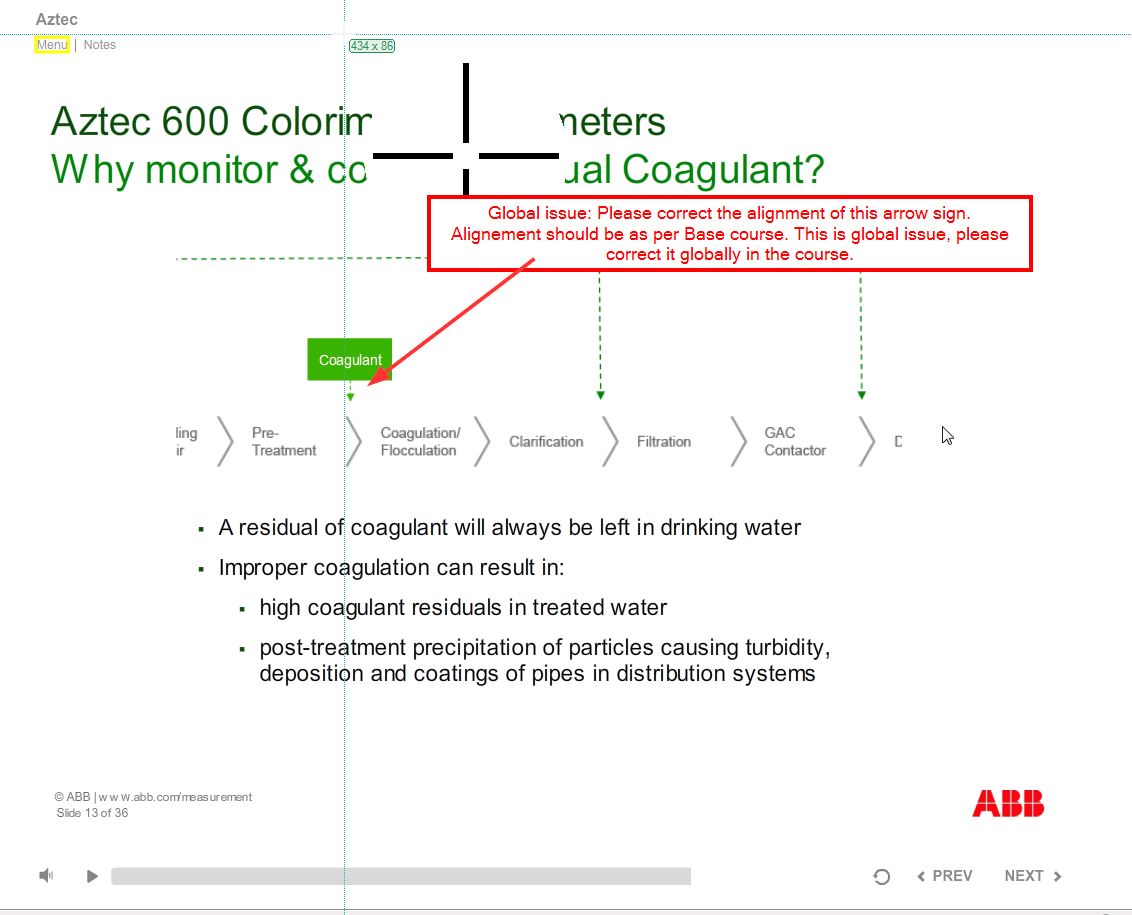 Aztec
Menu | Notes
434 x 86
Aztec 600 Colorim meters
Why monitor & co ual Coagulant?
Global issue: Please correct the alignment of this arrow sign.
Alignement should be as per Base course. This is global issue, please
correct it globally in the course.
Coagulant
ling
ir
Pre-
Treatment
Coagulation/
Flocculation
Clarification
Filtration
GAC
Contactor
D
▪ A residual of coagulant will always be left in drinking water
▪ Improper coagulation can result in:
▪ high coagulant residuals in treated water
▪ post-treatment precipitation of particles causing turbidity,
deposition and coatings of pipes in distribution systems
© ABB | www.abb.com/measurement
Slide 13 of 36
ABB
PREV
NEXT